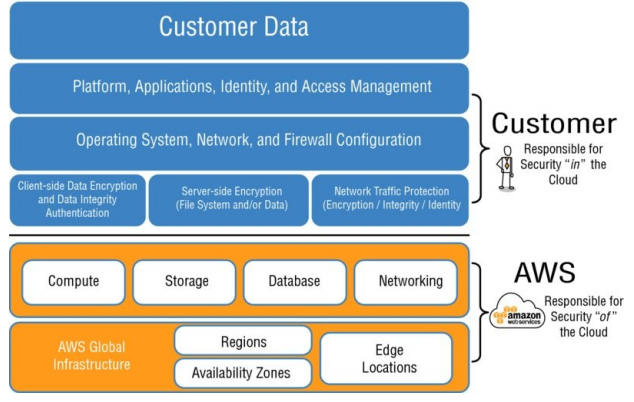 Customer Data
Platform, Applications, Identity, and Access Management
Operating System, Network, and Firewall Configuration
Client-side Data Encryption
and Data Integrity
Authentication
Server-side Encryption
(File System and/or Data)
Network Traffic Protection
(Encryption / Integrity / Identity
Customer
Responsible for
Security “in” the
Cloud
Compute
Storage
Database
Networking
AWS Global
Infrastructure
Regions
Availability Zones
Edge
Locations
AWS
amazon
web services
Responsible for
Security “of”
the Cloud